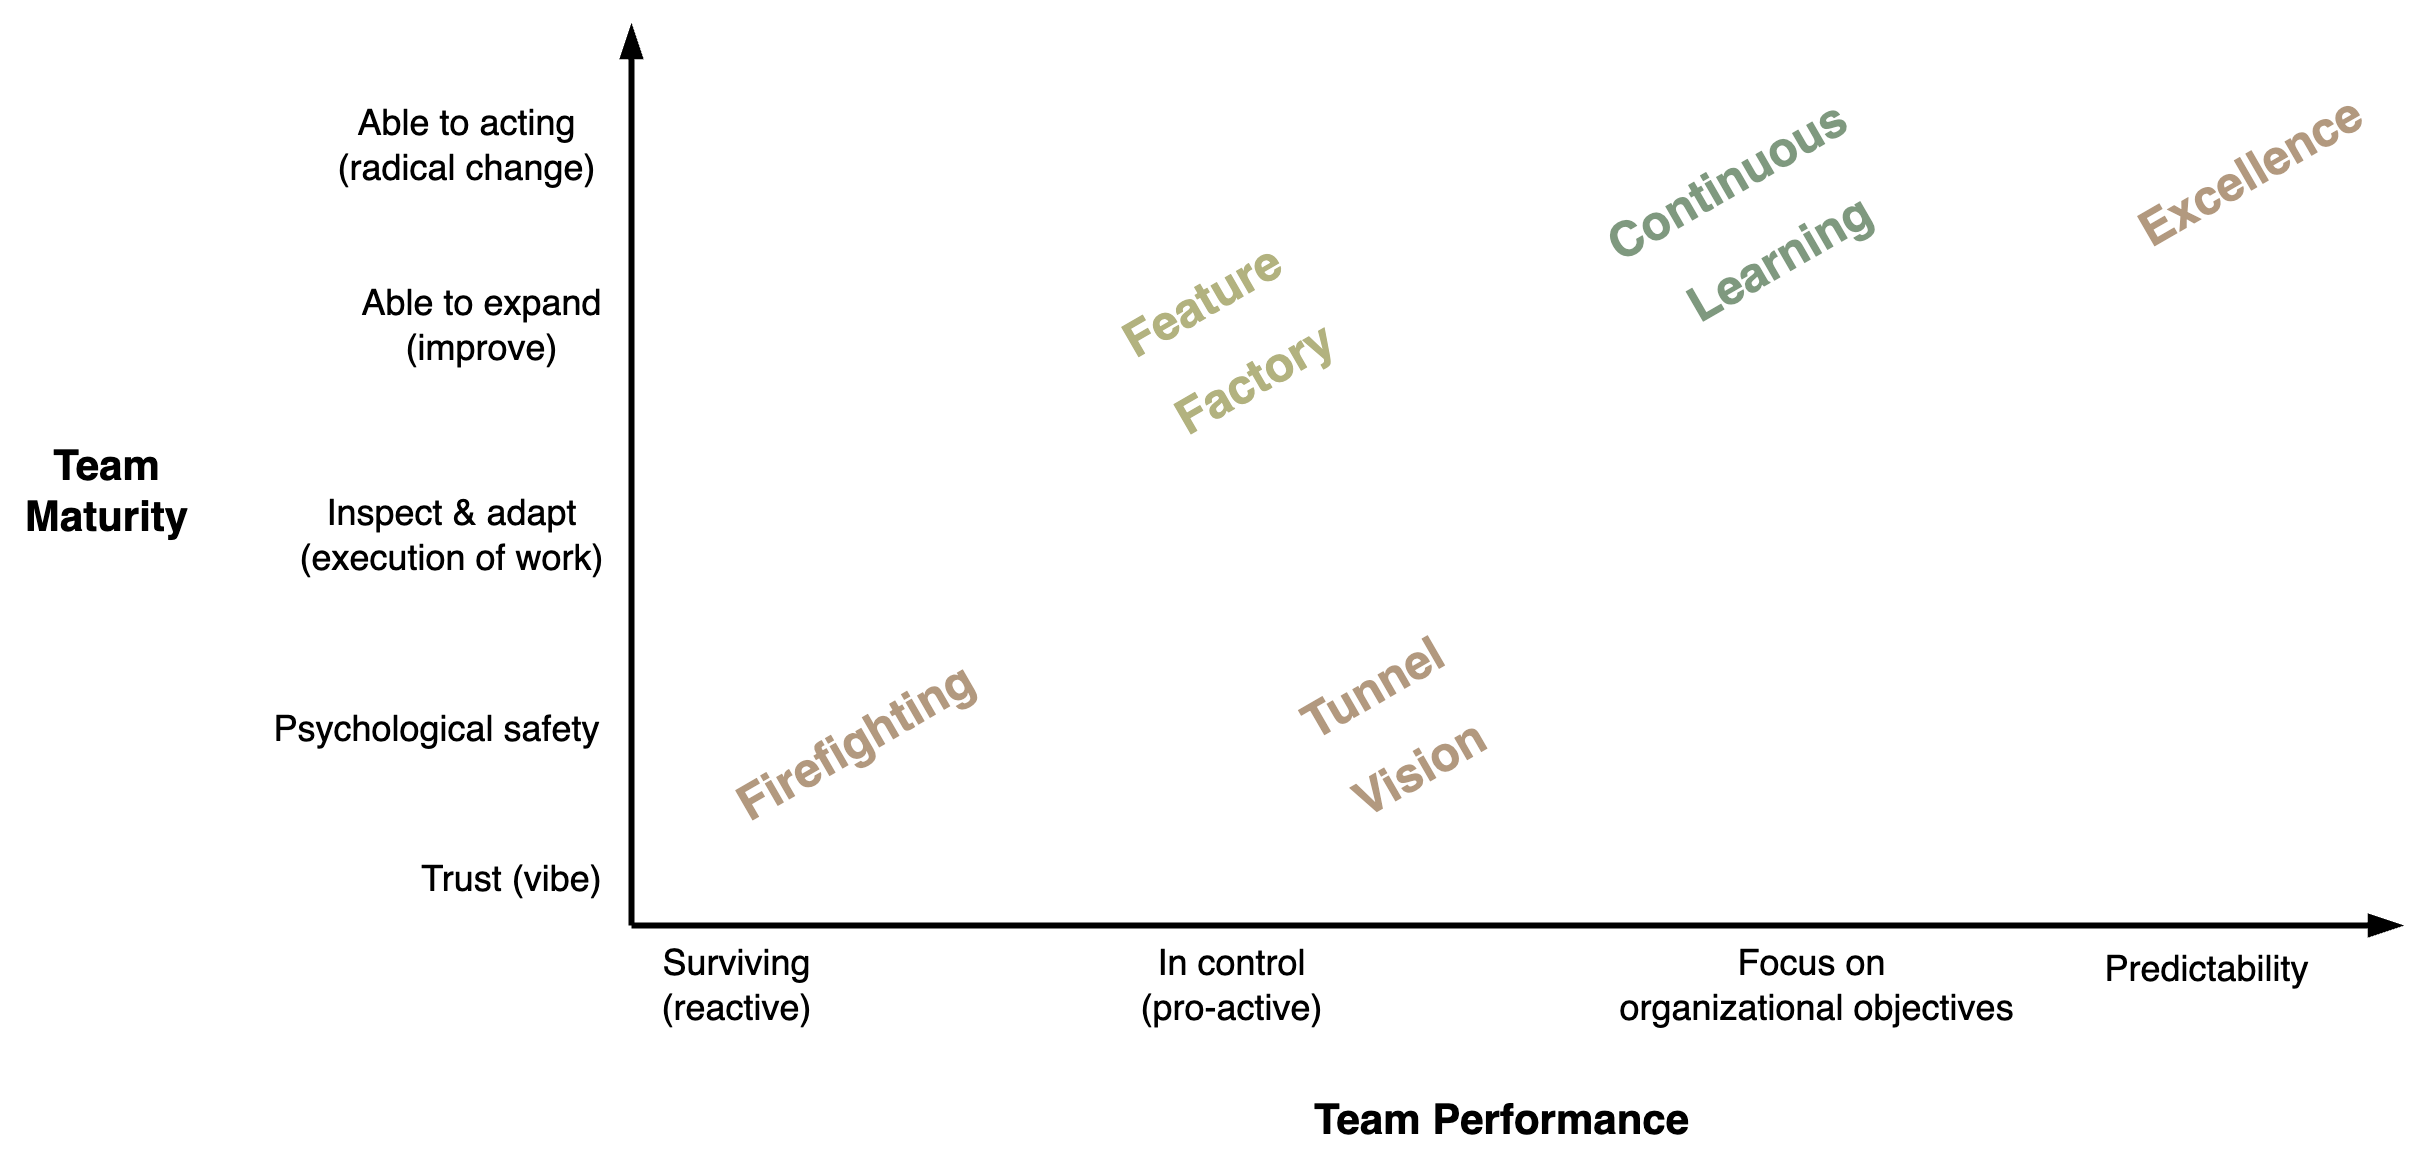 Able to acting
(radical change)
Able to expand
(improve)
Team
Maturity
Inspect & adapt
(execution of work)
Psychological safety
Trust (vibe)
Continuous
Learning
Excellence
Feature
Factory
Firefighting
Tunnel
Vision
Surviving
(reactive)
In control
(pro-active)
Focus on
organizational objectives
Predictability
Team Performance